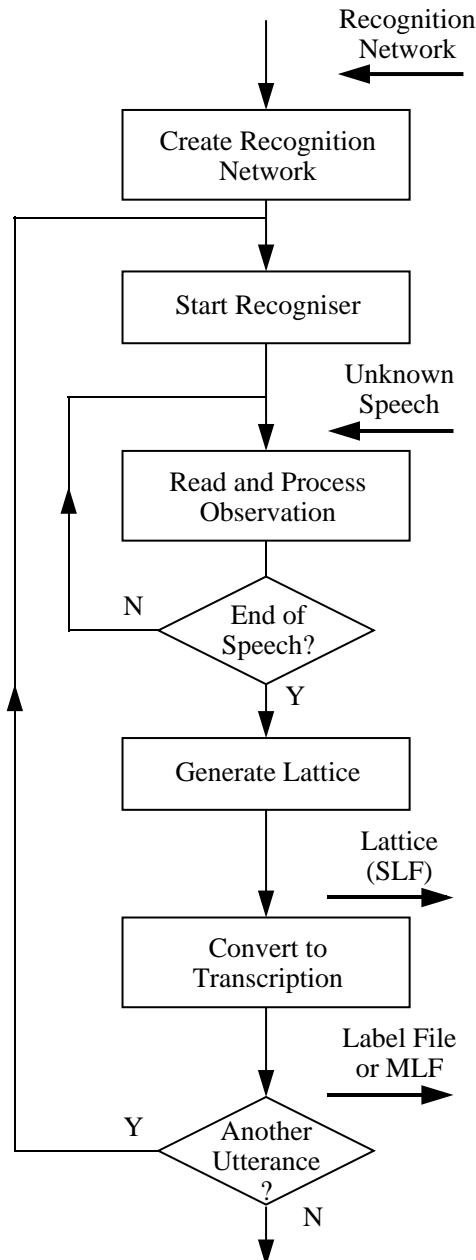 Recognition
Network
Create Recognition
Network
Start Recogniser
Unknown
Speech
Read and Process
Observation
N
End of
Speech?
Y
Generate Lattice
Lattice
(SLF)
Convert to
Transcription
Label File
or MLF
Y
Another
Utterance
?
N